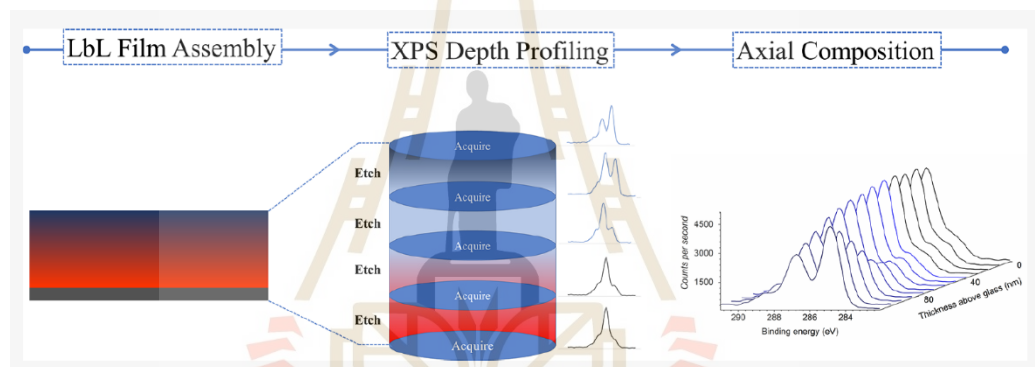 LbL Film Assembly
XPS Depth Profiling
Axial Composition
Acquire
Etch
Acquire
Etch
Acquire
Etch
Acquire
Etch
Acquire
Counts per second
4500
3000
1500
290
288
286
284
Binding energy (eV)
80
40
0
Thickness above glass (nm)